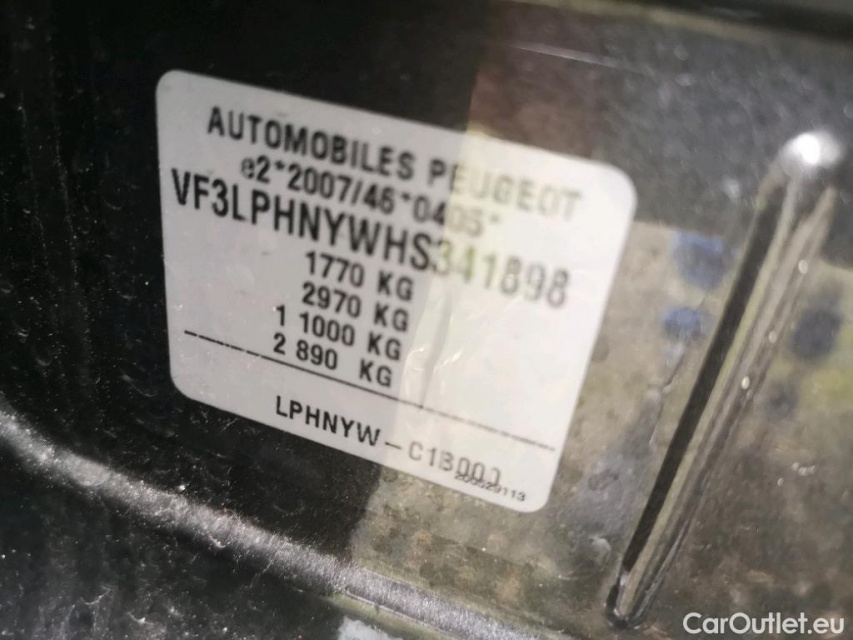 AUTOMOBILES PEUGEOT
e2*2007/46*0405*
VF3LPHNYWHS341898
1770 KG
2970 KG
1 1000 KG
2 890 KG
LPHNYW-C1B000
CarOutlet.eu